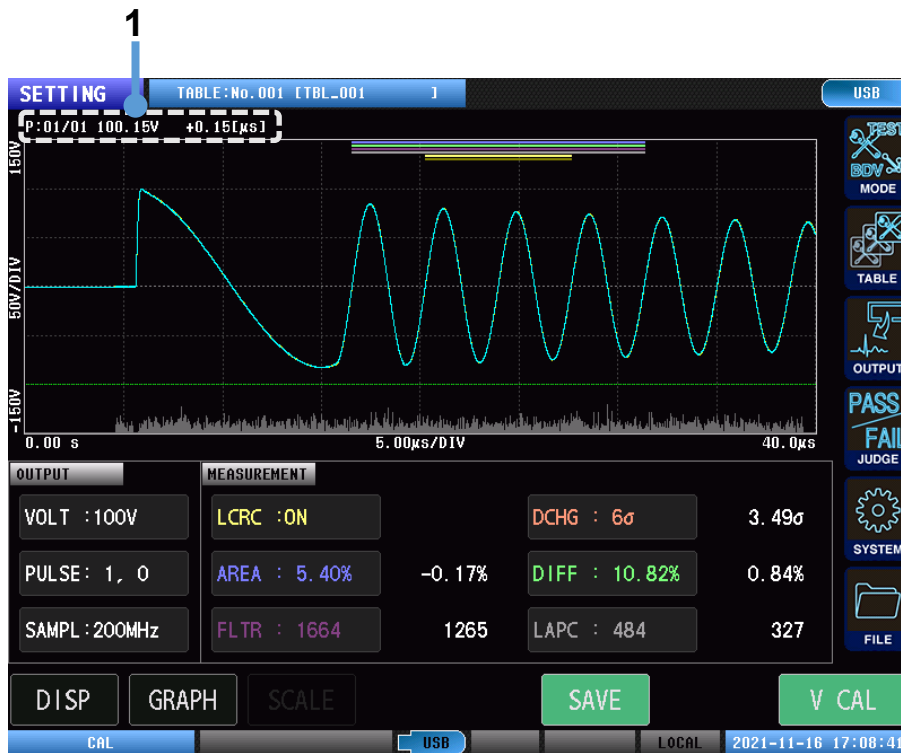 1
SETTING
TABLE:No.001 [TBL_001 ]
USB
P:01/01 100.15V +0.15[μs]
150V
50V/DIV
-150V
0.00 s
5.00μs/DIV
40.0μs
TEST
BDV
MODE
TABLE
OUTPUT
PASS
FAIL
JUDGE
SYSTEM
FILE
OUTPUT
MEASUREMENT
VOLT :100V
LCRC :ON
DCHG : 6σ
3.49σ
PULSE: 1, 0
AREA : 5.40%
-0.17%
DIFF : 10.82%
0.84%
SAMPL:200MHz
FLTR : 1664
1265
LAPC : 484
327
DISP
GRAPH
SCALE
SAVE
V CAL
CAL
USB
LOCAL
2021-11-16 17:08:41